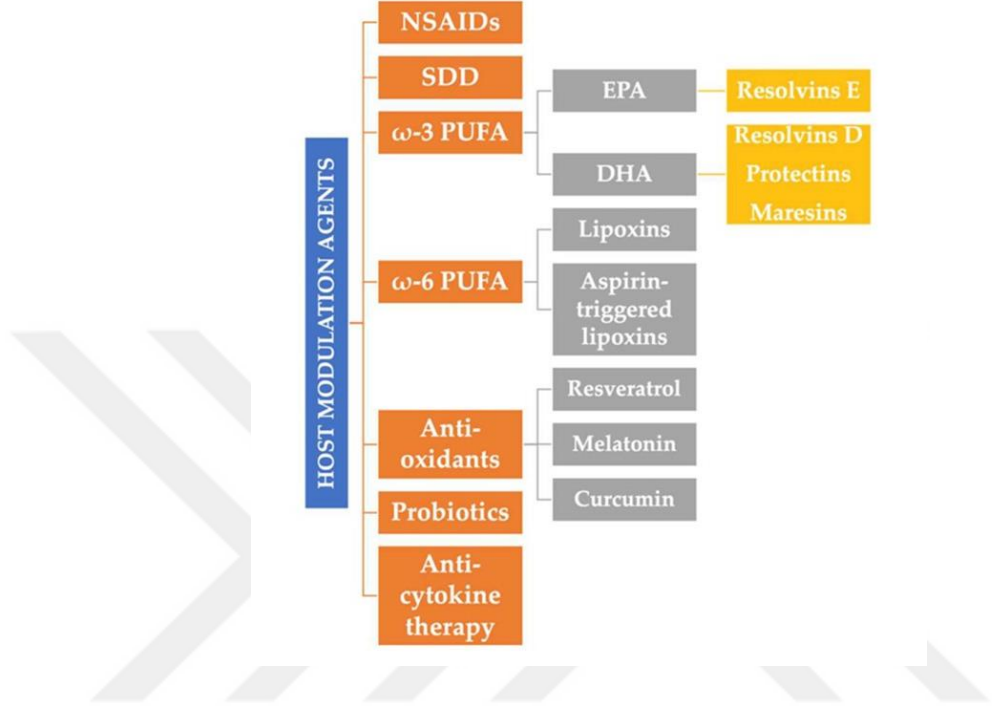 HOST MODULATION AGENTS
NSAIDs
SDD
ω-3 PUFA
EPA
Resolvins E
DHA
Resolvins D
Protectins
Maresins
ω-6 PUFA
Lipoxins
Aspirin-
triggered
lipoxins
Anti-
oxidants
Resveratrol
Melatonin
Curcumin
Probiotics
Anti-
cytokine
therapy